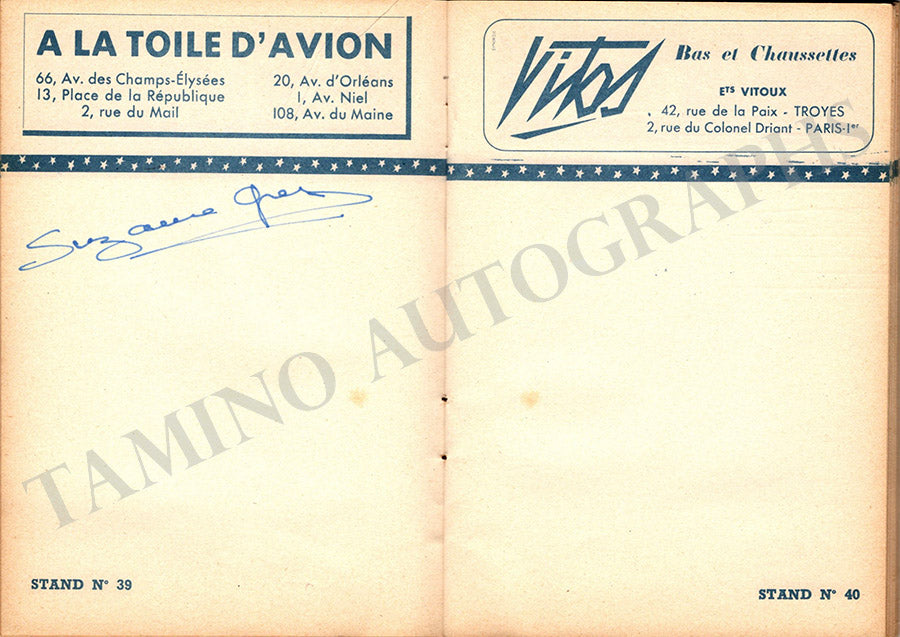 A LA TOILE D'AVION
66, Av. des Champs-Élysées
13, Place de la République
2, rue du Mail
20, Av. d'Orléans
1, Av. Niel
108, Av. du Maine
Suzanne
STAND N° 39
Vitos
Bas et Chaussettes
Ets VITOUX
42, rue de la Paix - TROYES
2, rue du Colonel Driant - PARIS-Ier
STAND N° 40
TAMINO AUTOGRAPHS